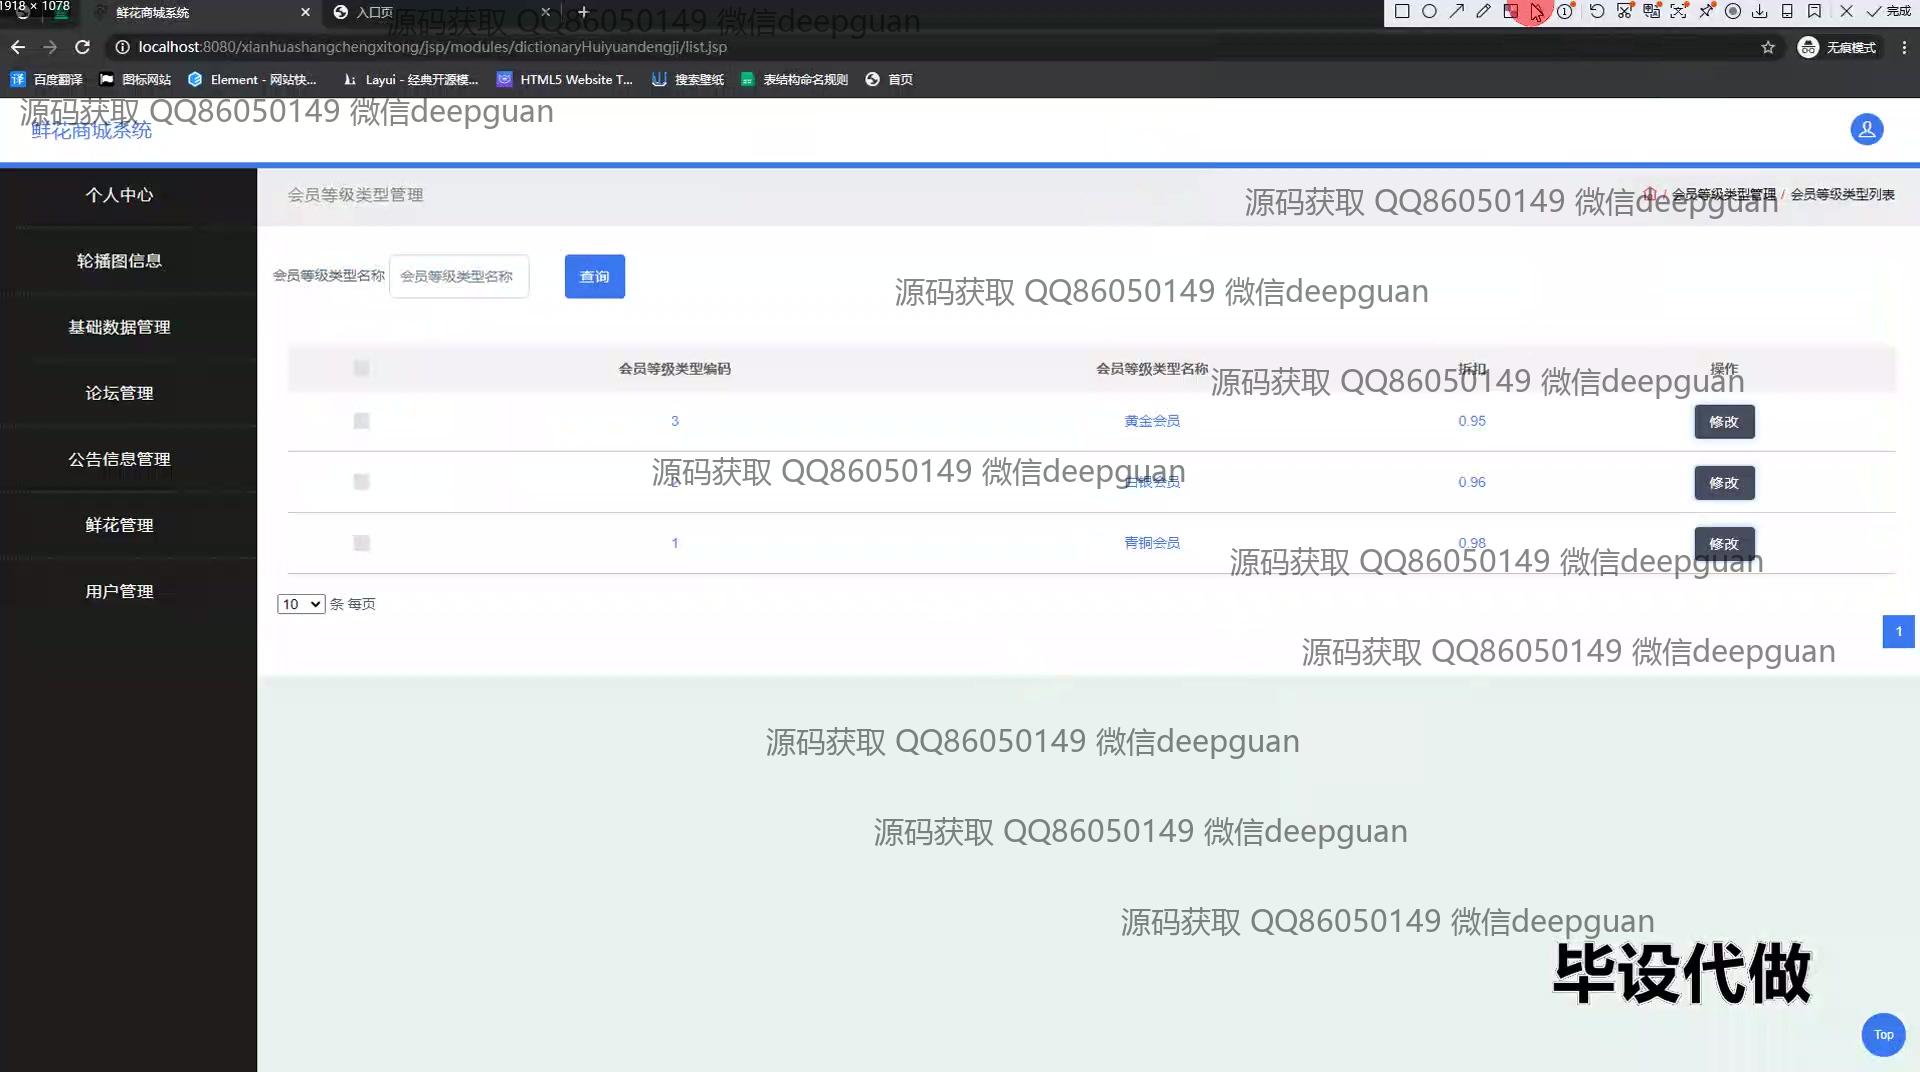 1918 × 1078
鲜花商城系统
入口页
源码获取 QQ86050149 微信deepguan
完成
localhost:8080/xianhuashangchengxitong/jsp/modules/dictionaryHuiyuandengji/list.jsp
无痕模式
百度翻译
图标网站
Element - 网站快...
Layui - 经典开源模...
HTML5 Website T...
搜索壁纸
表结构命名规则
首页
源码获取 QQ86050149 微信deepguan
鲜花商城系统
个人中心
会员等级类型管理
/ 会员等级类型管理 / 会员等级类型列表
源码获取 QQ86050149 微信deepguan
轮播图信息
会员等级类型名称 会员等级类型名称 查询
源码获取 QQ86050149 微信deepguan
基础数据管理
会员等级类型编码 会员等级类型名称 折扣 操作
源码获取 QQ86050149 微信deepguan
论坛管理
3 黄金会员 0.95 修改
公告信息管理
源码获取 QQ86050149 微信deepguan
2 白银会员 0.96 修改
鲜花管理
1 青铜会员 0.98 修改
源码获取 QQ86050149 微信deepguan
用户管理
10 条 每页
1
源码获取 QQ86050149 微信deepguan
源码获取 QQ86050149 微信deepguan
源码获取 QQ86050149 微信deepguan
源码获取 QQ86050149 微信deepguan
毕设代做
Top